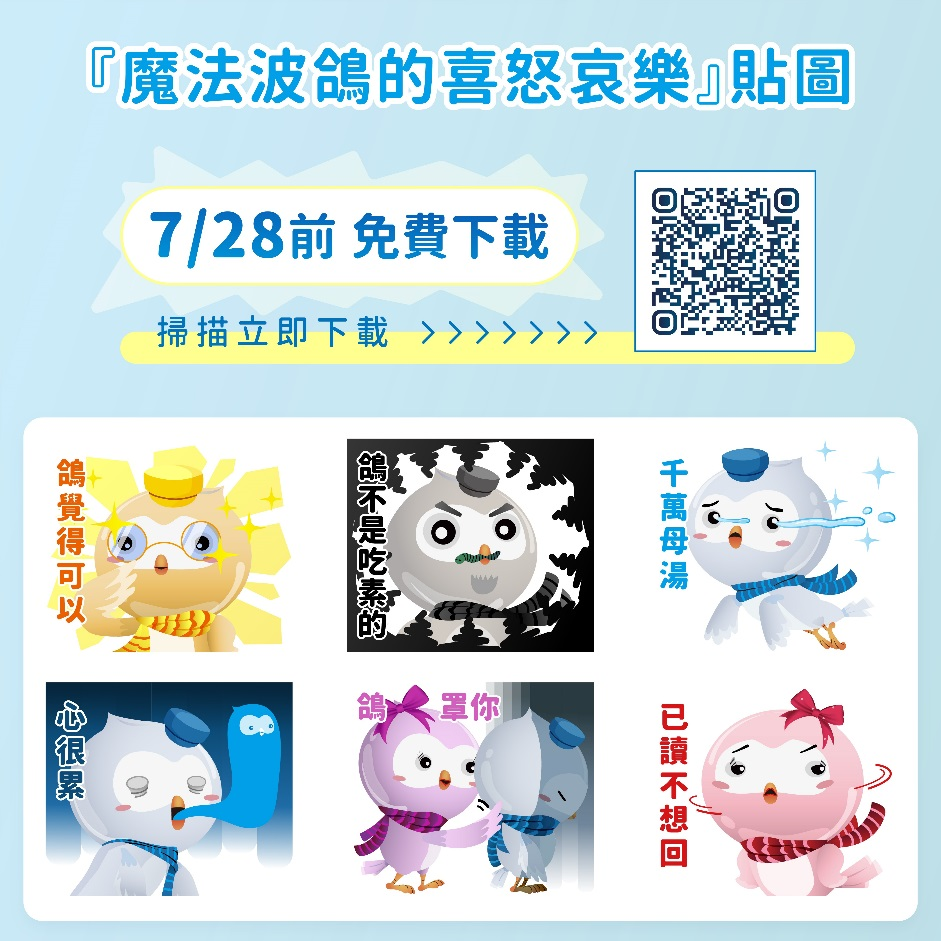 『魔法波鴿的喜怒哀樂』貼圖
7/28前 免費下載
掃描立即下載 >>>>>>>
鴿覺得可以
鴿不是吃素的
千萬母湯
心很累
鴿罩你
已讀不想回